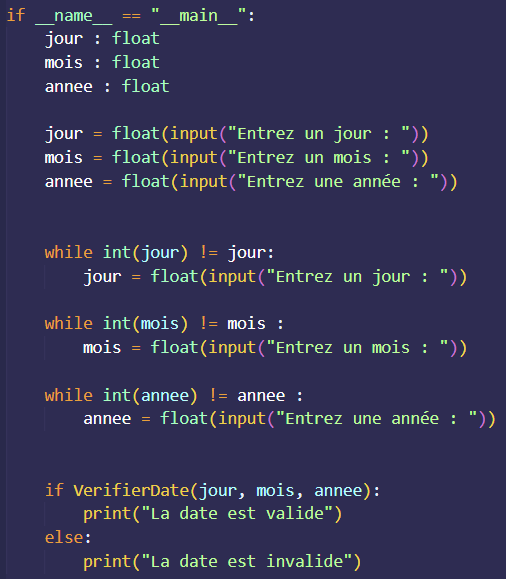 if __name__ == "__main__":
    jour : float
    mois : float
    annee : float

    jour = float(input("Entrez un jour : "))
    mois = float(input("Entrez un mois : "))
    annee = float(input("Entrez une année : "))


    while int(jour) != jour:
        jour = float(input("Entrez un jour : "))

    while int(mois) != mois :
        mois = float(input("Entrez un mois : "))

    while int(annee) != annee :
        annee = float(input("Entrez une année : "))


    if VerifierDate(jour, mois, annee):
        print("La date est valide")
    else:
        print("La date est invalide")